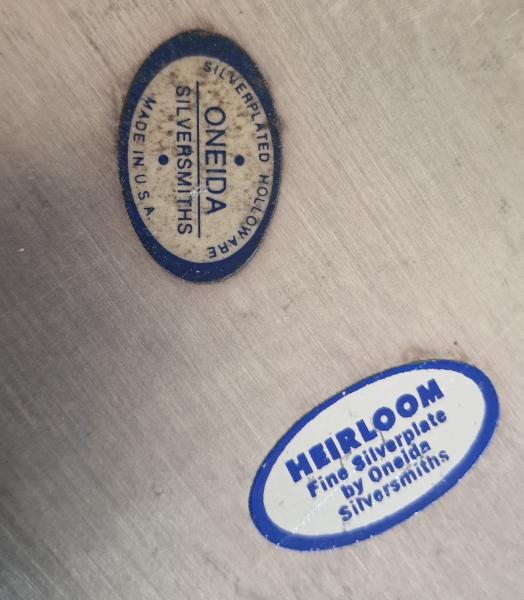 SILVERPLATED HOLLOWARE
ONEIDA
SILVERSMITHS
MADE IN U.S.A.
HEIRLOOM
Fine Silverplate
by Oneida
Silversmiths